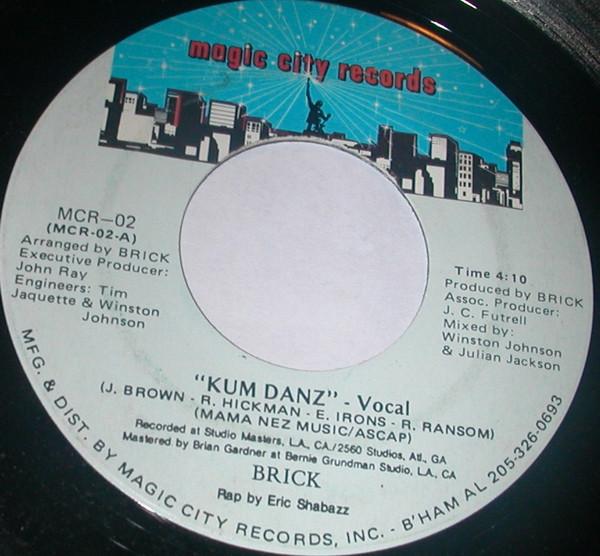 magic city records
MCR-02
(MCR-02-A)
Arranged by BRICK
Executive Producer:
John Ray
Engineers: Tim
Jaquette & Winston
Johnson
Time 4:10
Produced by BRICK
Assoc. Producer:
J. C. Futrell
Mixed by:
Winston Johnson
& Julian Jackson
"KUM DANZ" - Vocal
(J. BROWN - R. HICKMAN - E. IRONS - R. RANSOM)
(MAMA NEZ MUSIC/ASCAP)
Recorded at Studio Masters, L.A., CA./2560 Studios, Atl., GA
Mastered by Brian Gardner at Bernie Grundman Studio, L.A., CA
BRICK
Rap by Eric Shabazz
MFG. & DIST. BY MAGIC CITY RECORDS, INC. - B'HAM AL 205-326-0693